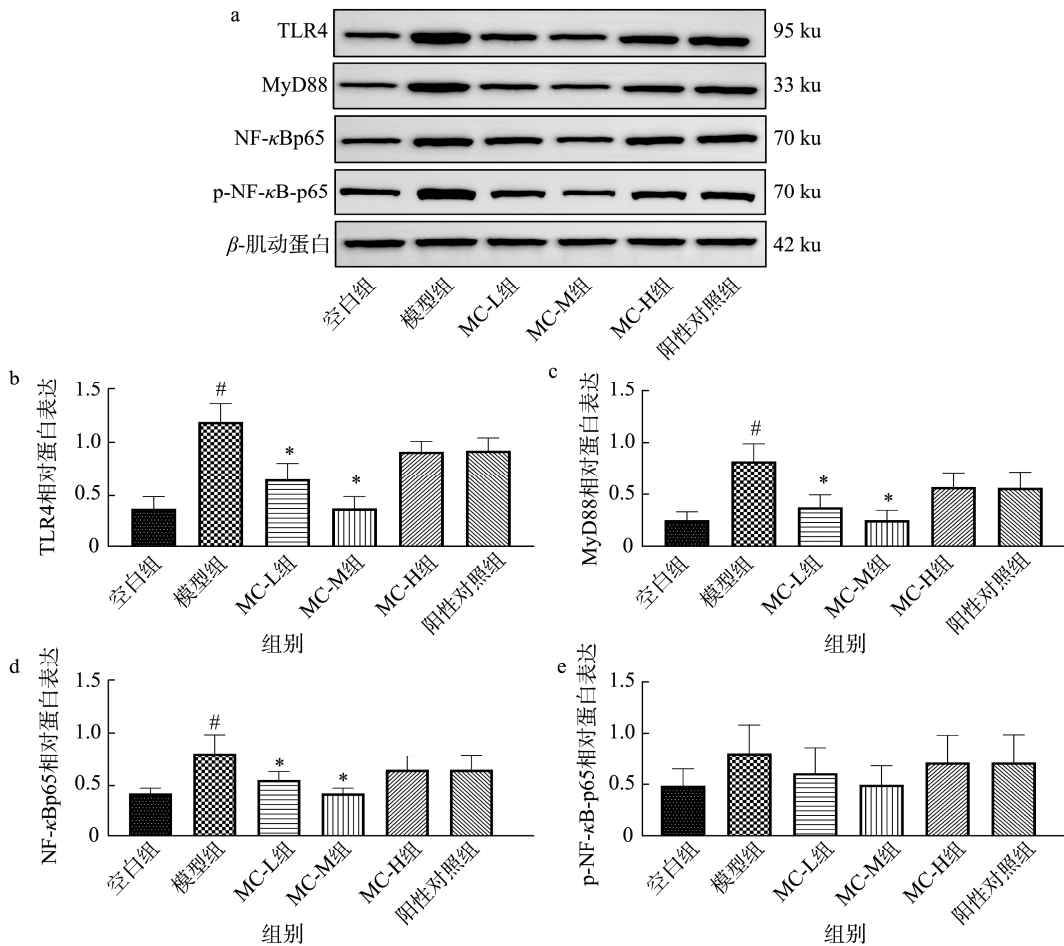 a
TLR4 95 ku
MyD88 33 ku
NF-κBp65 70 ku
p-NF-κB-p65 70 ku
β-肌动蛋白 42 ku
空白组 模型组 MC-L组 MC-M组 MC-H组 阳性对照组
b
TLR4相对蛋白表达
1.5
1.0
0.5
0
#
*
*
空白组 模型组 MC-L组 MC-M组 MC-H组 阳性对照组
组别
c
MyD88相对蛋白表达
1.5
1.0
0.5
0
#
*
*
空白组 模型组 MC-L组 MC-M组 MC-H组 阳性对照组
组别
d
NF-κBp65相对蛋白表达
1.5
1.0
0.5
0
#
*
*
空白组 模型组 MC-L组 MC-M组 MC-H组 阳性对照组
组别
e
p-NF-κB-p65相对蛋白表达
1.5
1.0
0.5
0
空白组 模型组 MC-L组 MC-M组 MC-H组 阳性对照组
组别